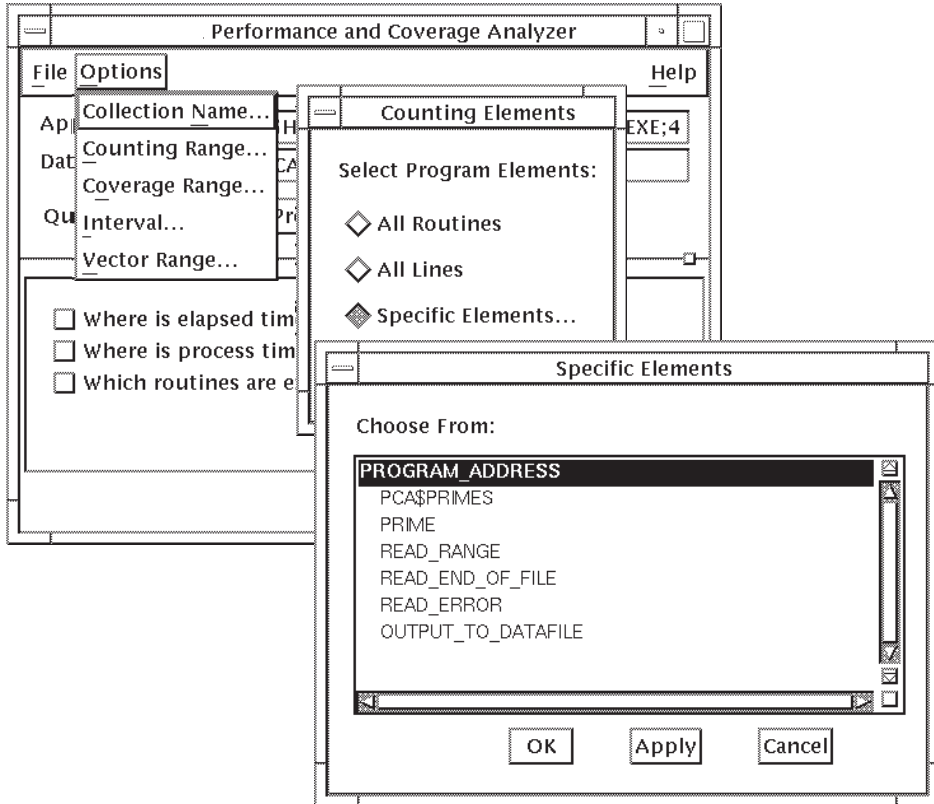 Performance and Coverage Analyzer
File Options Help
Collection Name...
Counting Range...
Coverage Range...
Interval...
Vector Range...
EXE;4
Where is elapsed
Where is process
Which routines are
Counting Elements
Select Program Elements:
All Routines
All Lines
Specific Elements...
Specific Elements
Choose From:
PROGRAM_ADDRESS
PCA$PRIMES
PRIME
READ_RANGE
READ_END_OF_FILE
READ_ERROR
OUTPUT_TO_DATAFILE
OK Apply Cancel